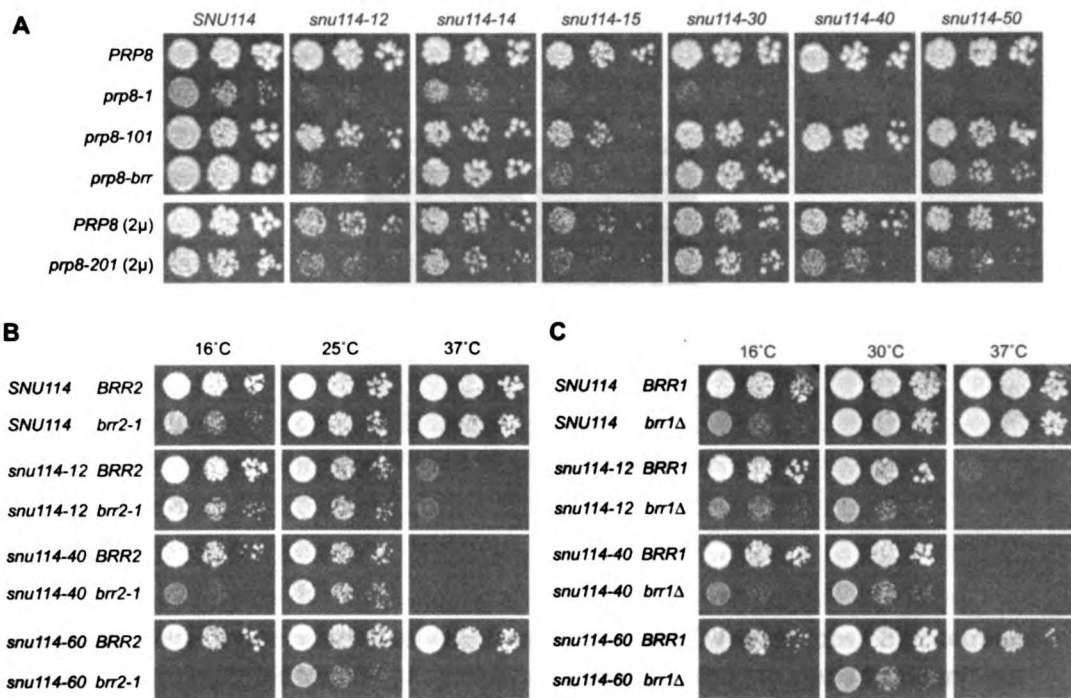 A
SNU114 snu114-12 snu114-14 snu114-15 snu114-30 snu114-40 snu114-50
PRP8
prp8-1
prp8-101
prp8-brr
PRP8 (2µ)
prp8-201 (2µ)
B
16˚C 25˚C 37˚C
SNU114 BRR2
SNU114 brr2-1
snu114-12 BRR2
snu114-12 brr2-1
snu114-40 BRR2
snu114-40 brr2-1
snu114-60 BRR2
snu114-60 brr2-1
C
16˚C 30˚C 37˚C
SNU114 BRR1
SNU114 brr1Δ
snu114-12 BRR1
snu114-12 brr1Δ
snu114-40 BRR1
snu114-40 brr1Δ
snu114-60 BRR1
snu114-60 brr1Δ